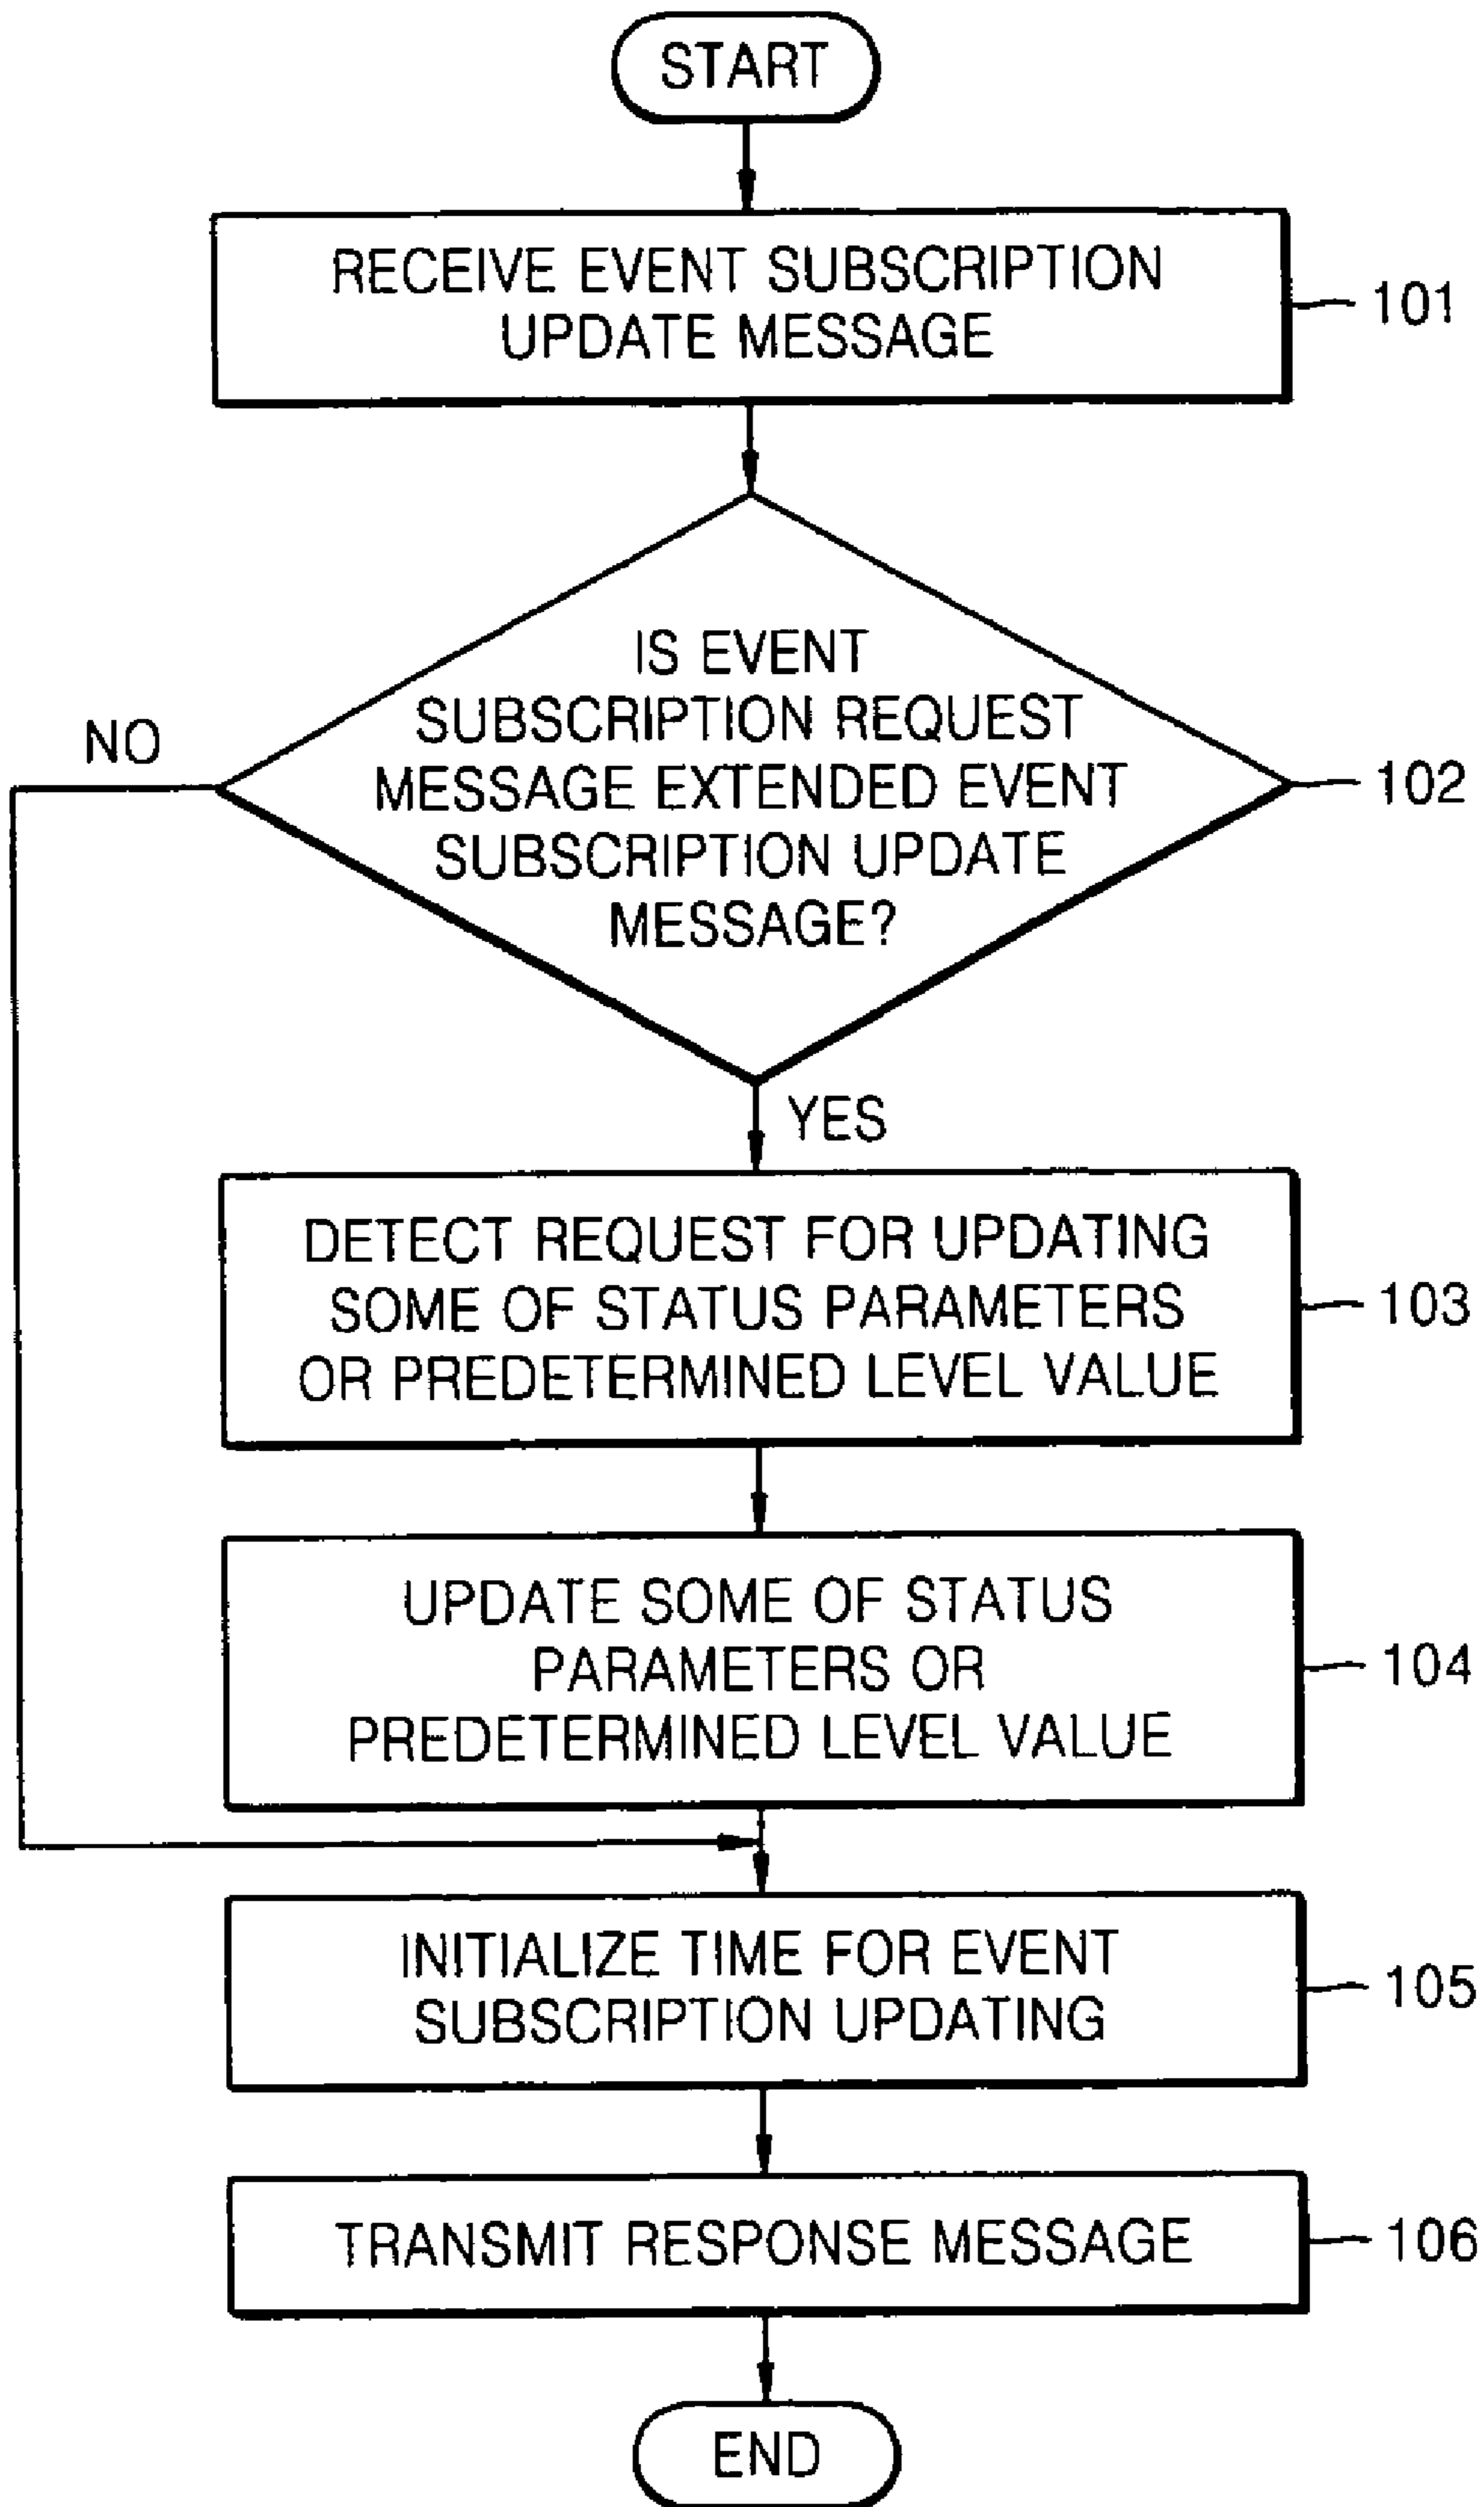 START
RECEIVE EVENT SUBSCRIPTION
UPDATE MESSAGE
101
IS EVENT
SUBSCRIPTION REQUEST
MESSAGE EXTENDED EVENT
SUBSCRIPTION UPDATE
MESSAGE?
NO
102
YES
DETECT REQUEST FOR UPDATING
SOME OF STATUS PARAMETERS
OR PREDETERMINED LEVEL VALUE
103
UPDATE SOME OF STATUS
PARAMETERS OR
PREDETERMINED LEVEL VALUE
104
INITIALIZE TIME FOR EVENT
SUBSCRIPTION UPDATING
105
TRANSMIT RESPONSE MESSAGE
106
END